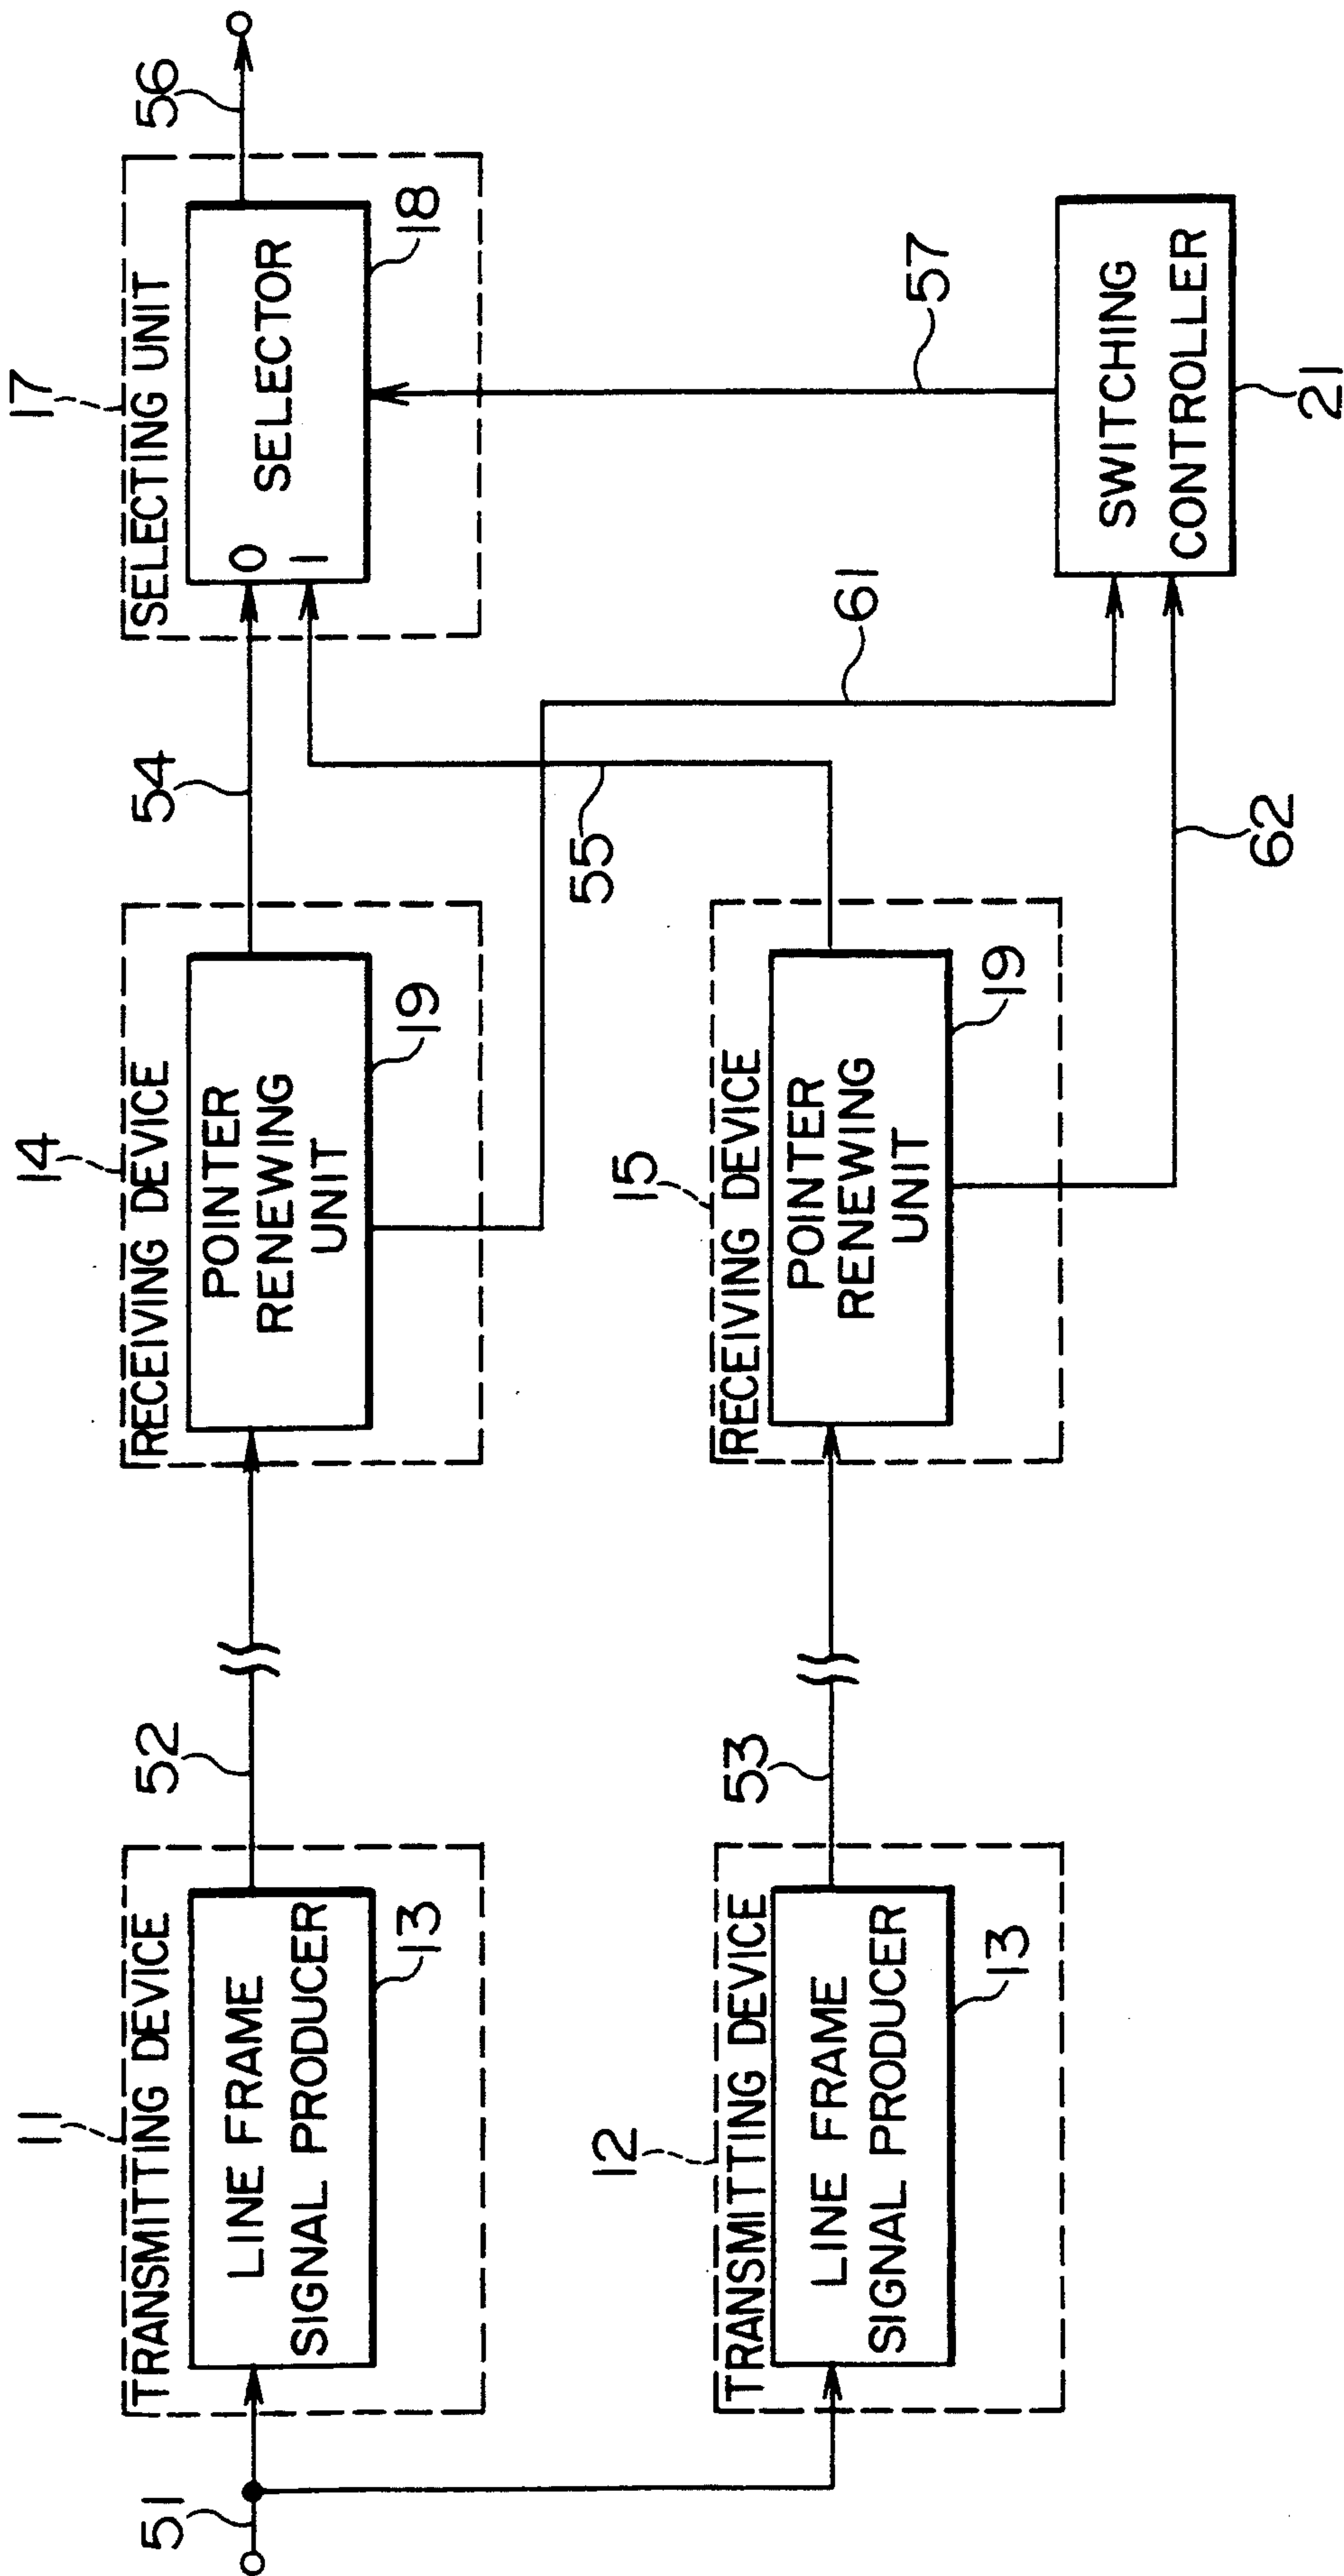 51
11
TRANSMITTING DEVICE
LINE FRAME
SIGNAL PRODUCER
13
52
14
RECEIVING DEVICE
POINTER
RENEWING
UNIT
19
54
17
SELECTING UNIT
0
1
SELECTOR
18
56
12
TRANSMITTING DEVICE
LINE FRAME
SIGNAL PRODUCER
13
53
15
RECEIVING DEVICE
POINTER
RENEWING
UNIT
19
55
61
62
57
SWITCHING
CONTROLLER
21